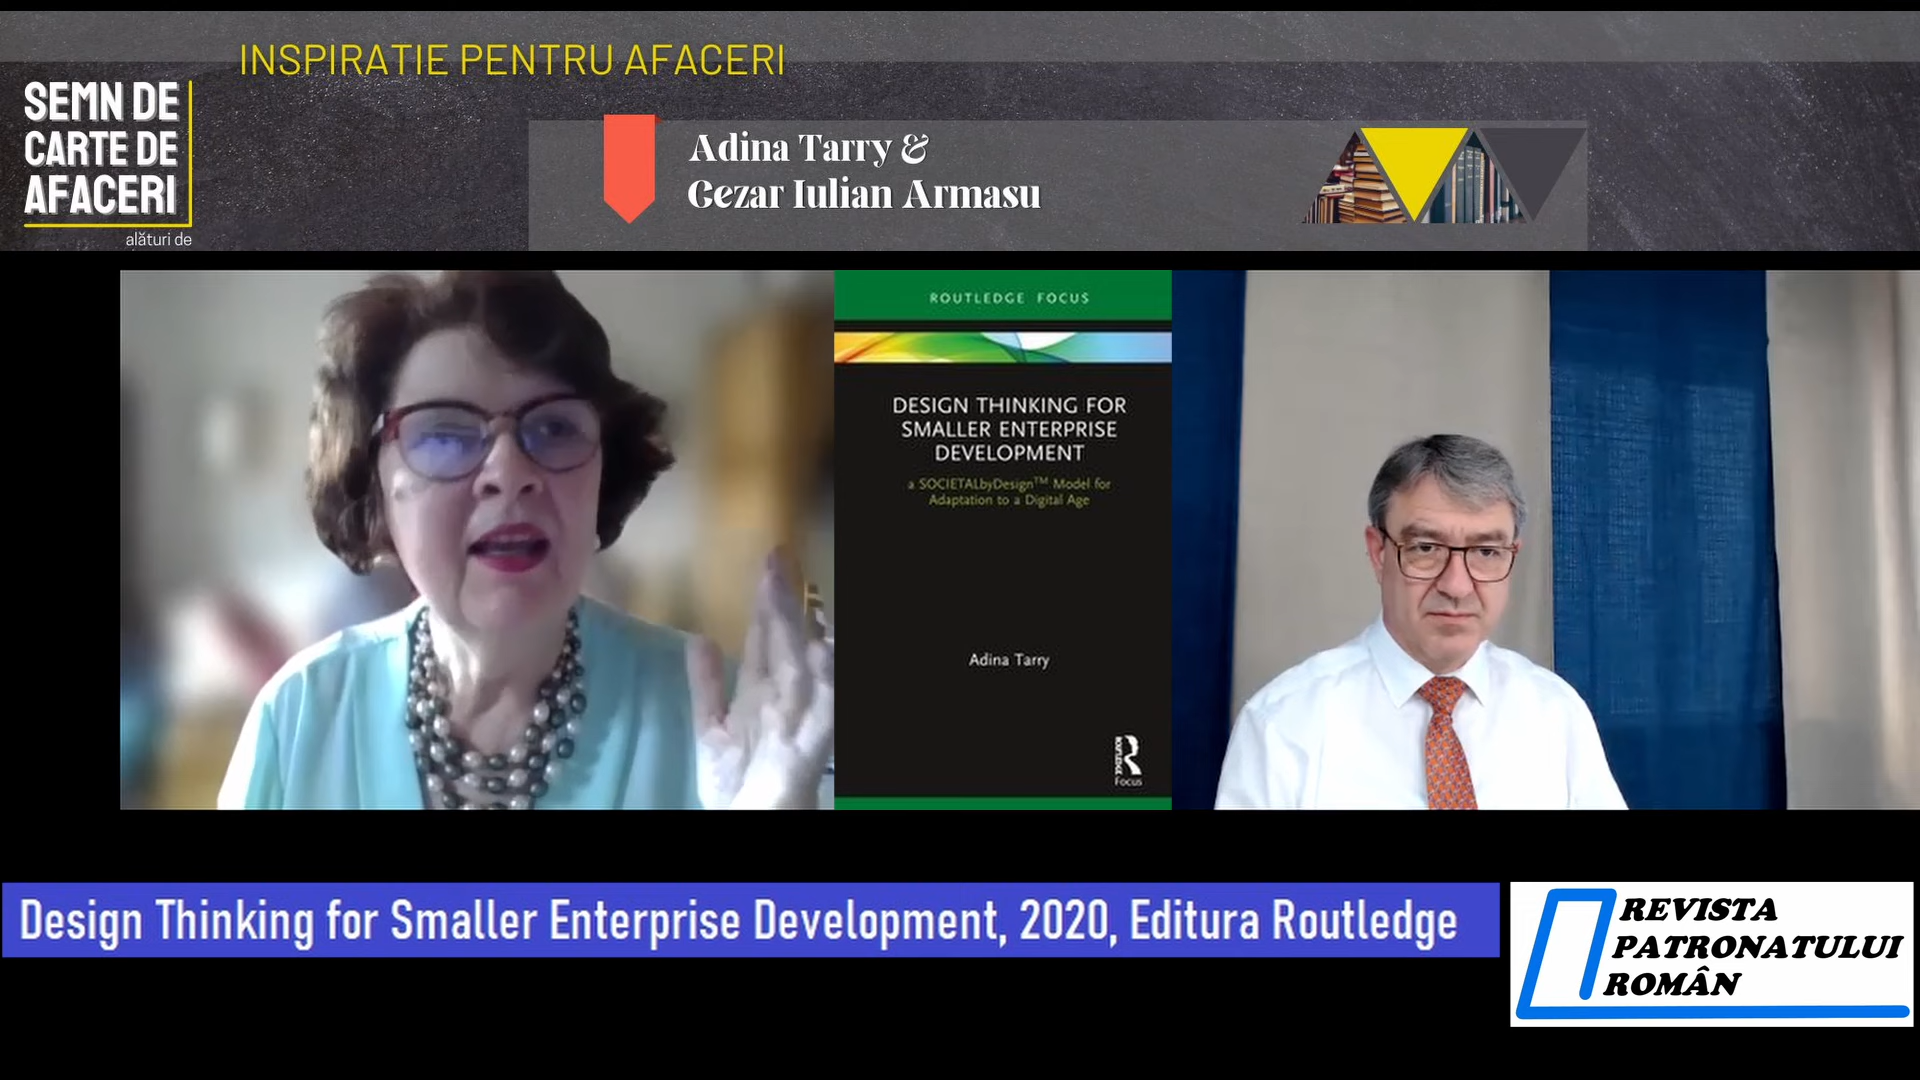 INSPIRATIE PENTRU AFACERI
SEMN DE
CARTE DE
AFACERI
alături de
Adina Tarry &
Cezar Iulian Armasu
ROUTLEDGE FOCUS
DESIGN THINKING FOR
SMALLER ENTERPRISE
DEVELOPMENT
a SOCIETALbyDesign™ Model for
Adaptation to a Digital Age
Adina Tarry
R
ROUTLEDGE
Focus
Design Thinking for Smaller Enterprise Development, 2020, Editura Routledge
REVISTA
PATRONATULUI
ROMÂN